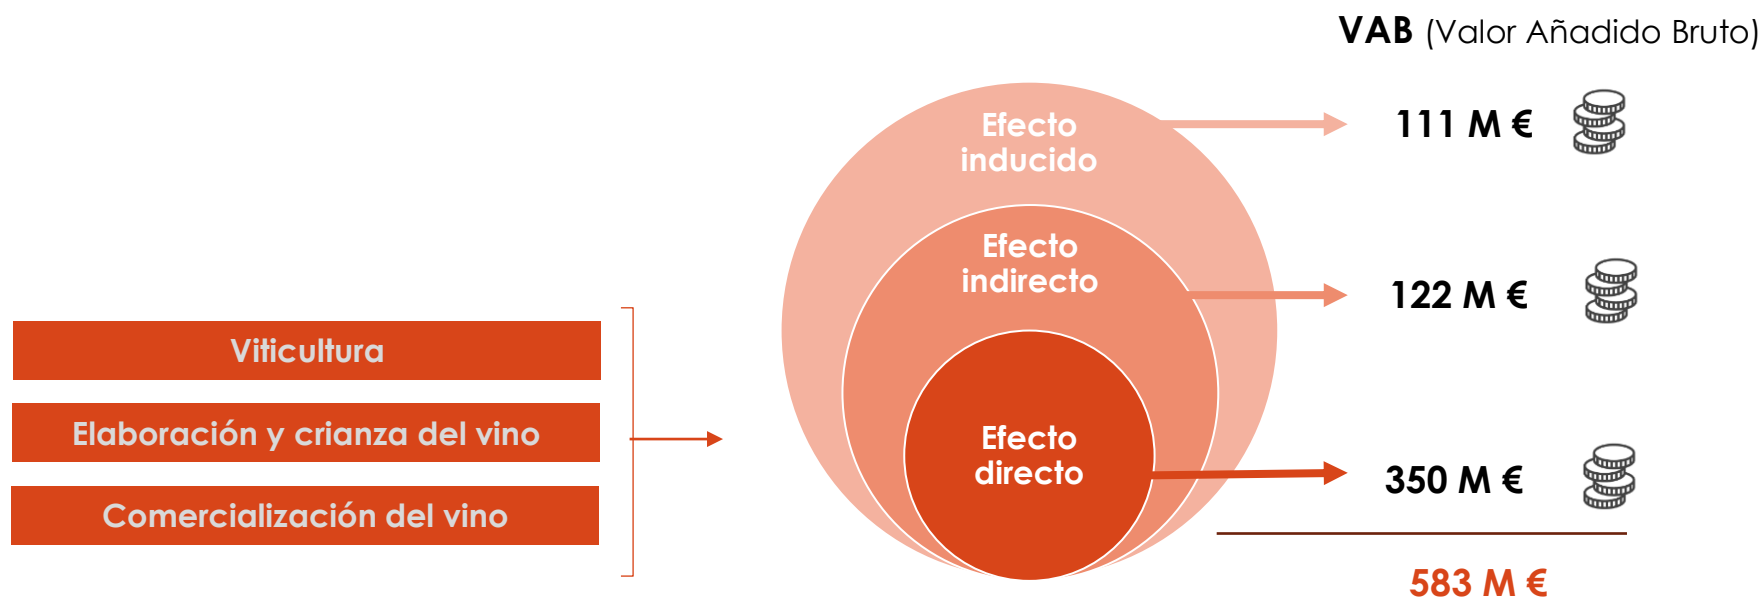 VAB (Valor Añadido Bruto)
Efecto
inducido
111 M €
Efecto
indirecto
122 M €
Viticultura
Elaboración y crianza del vino
Comercialización del vino
Efecto
directo
350 M €
583 M €